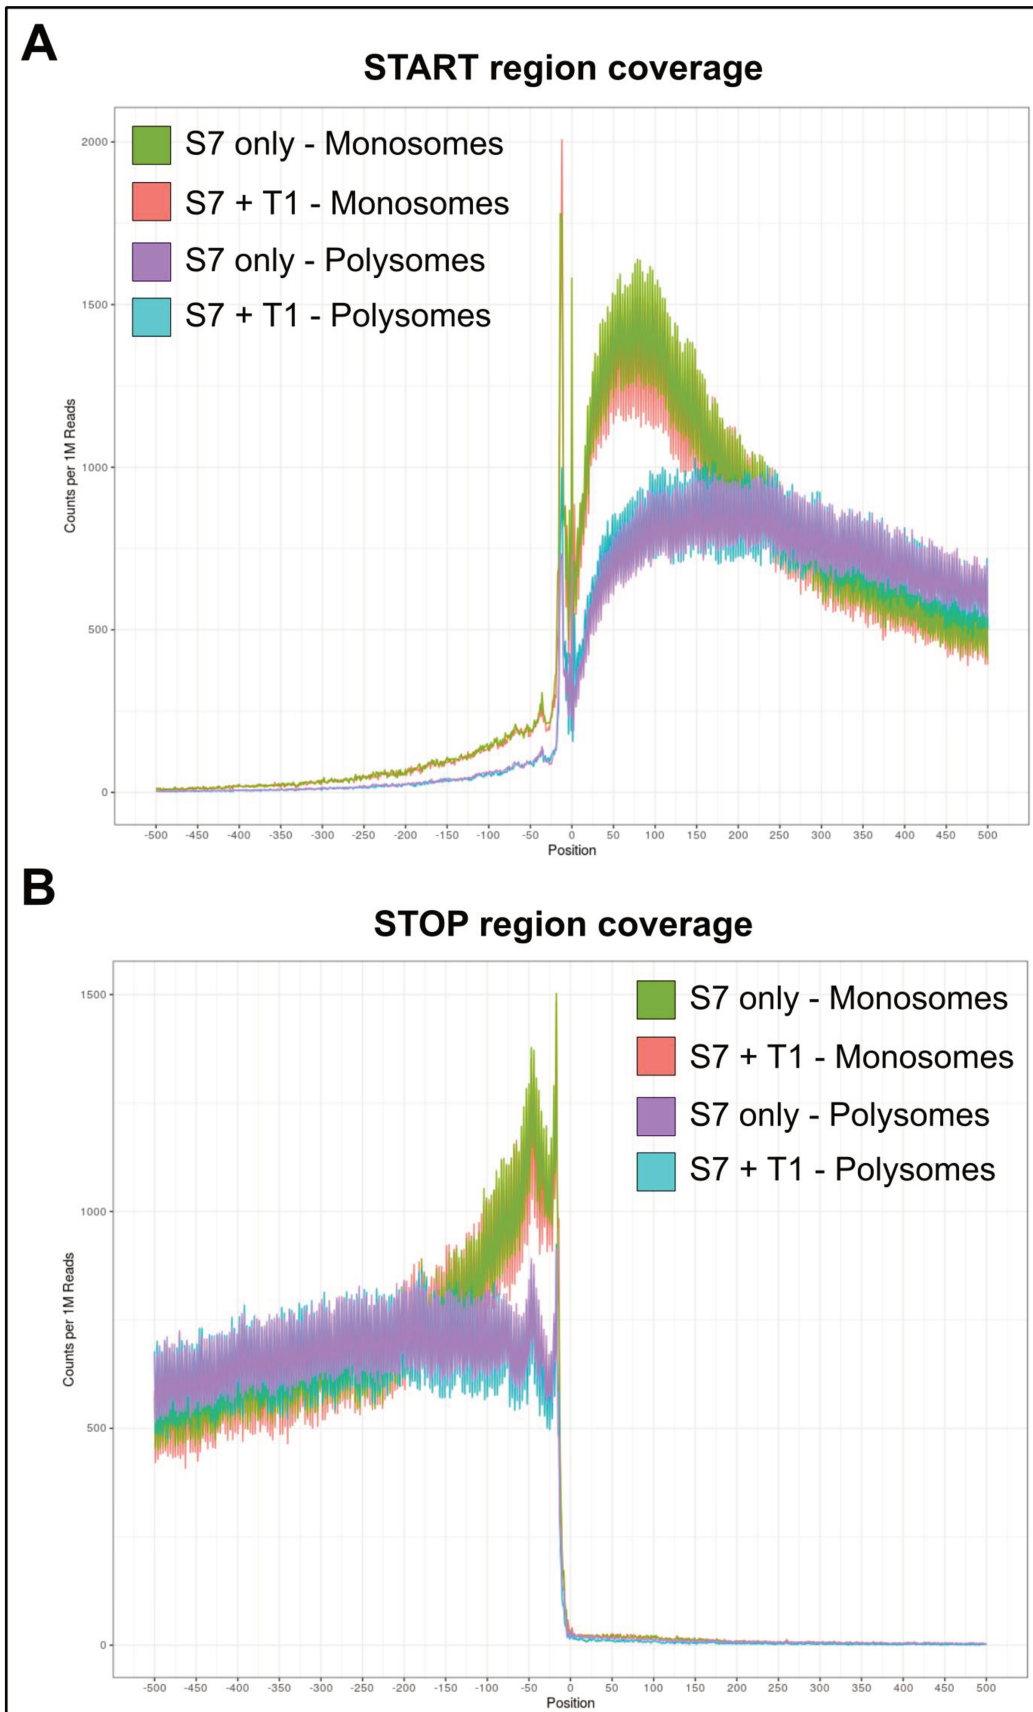 A
START region coverage
S7 only - Monosomes
S7 + T1 - Monosomes
S7 only - Polysomes
S7 + T1 - Polysomes
2000
1500
1000
500
0
Counts per 1M Reads
-500 -450 -400 -350 -300 -250 -200 -150 -100 -50 0 50 100 150 200 250 300 350 400 450 500
Position
B
STOP region coverage
S7 only - Monosomes
S7 + T1 - Monosomes
S7 only - Polysomes
S7 + T1 - Polysomes
1500
1000
500
0
Counts per 1M Reads
-500 -450 -400 -350 -300 -250 -200 -150 -100 -50 0 50 100 150 200 250 300 350 400 450 500
Position